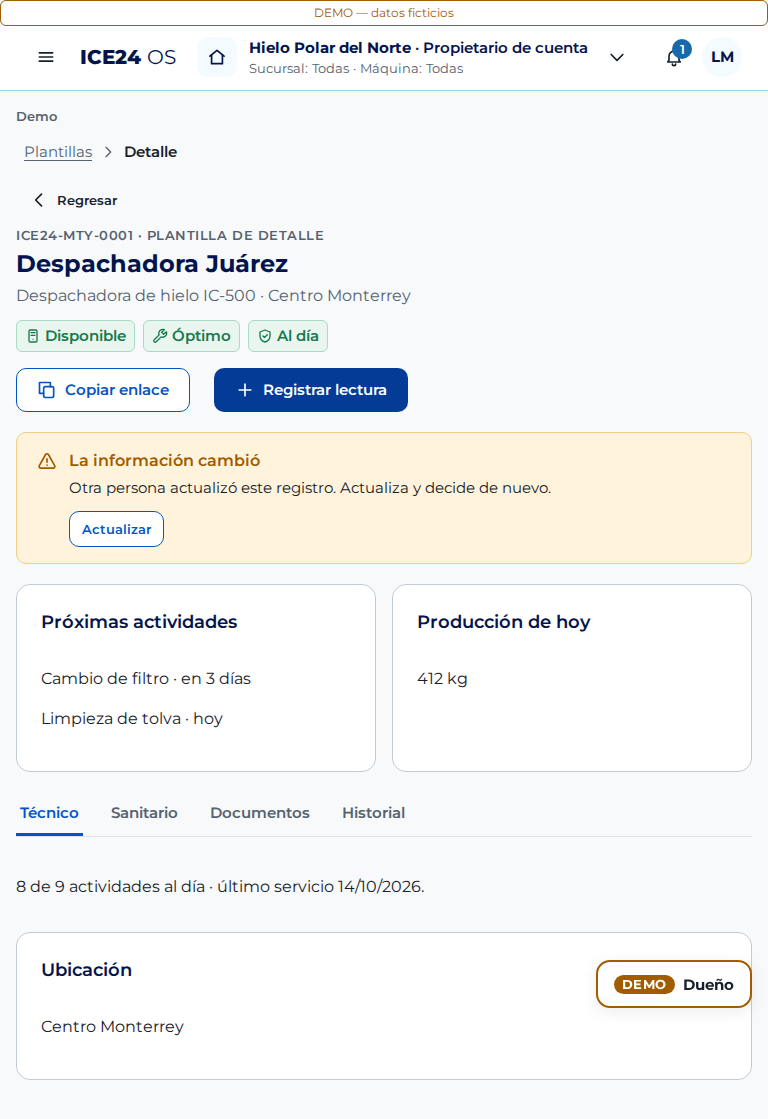 DEMO — datos ficticios
ICE24 OS
Hielo Polar del Norte · Propietario de cuenta
Sucursal: Todas · Máquina: Todas
1
LM
Demo
Plantillas > Detalle
Regresar
ICE24-MTY-0001 · PLANTILLA DE DETALLE
Despachadora Juárez
Despachadora de hielo IC-500 · Centro Monterrey
Disponible Óptimo Al día
Copiar enlace
Registrar lectura
La información cambió
Otra persona actualizó este registro. Actualiza y decide de nuevo.
Actualizar
Próximas actividades
Cambio de filtro · en 3 días
Limpieza de tolva · hoy
Producción de hoy
412 kg
Técnico Sanitario Documentos Historial
8 de 9 actividades al día · último servicio 14/10/2026.
Ubicación
Centro Monterrey
DEMO Dueño